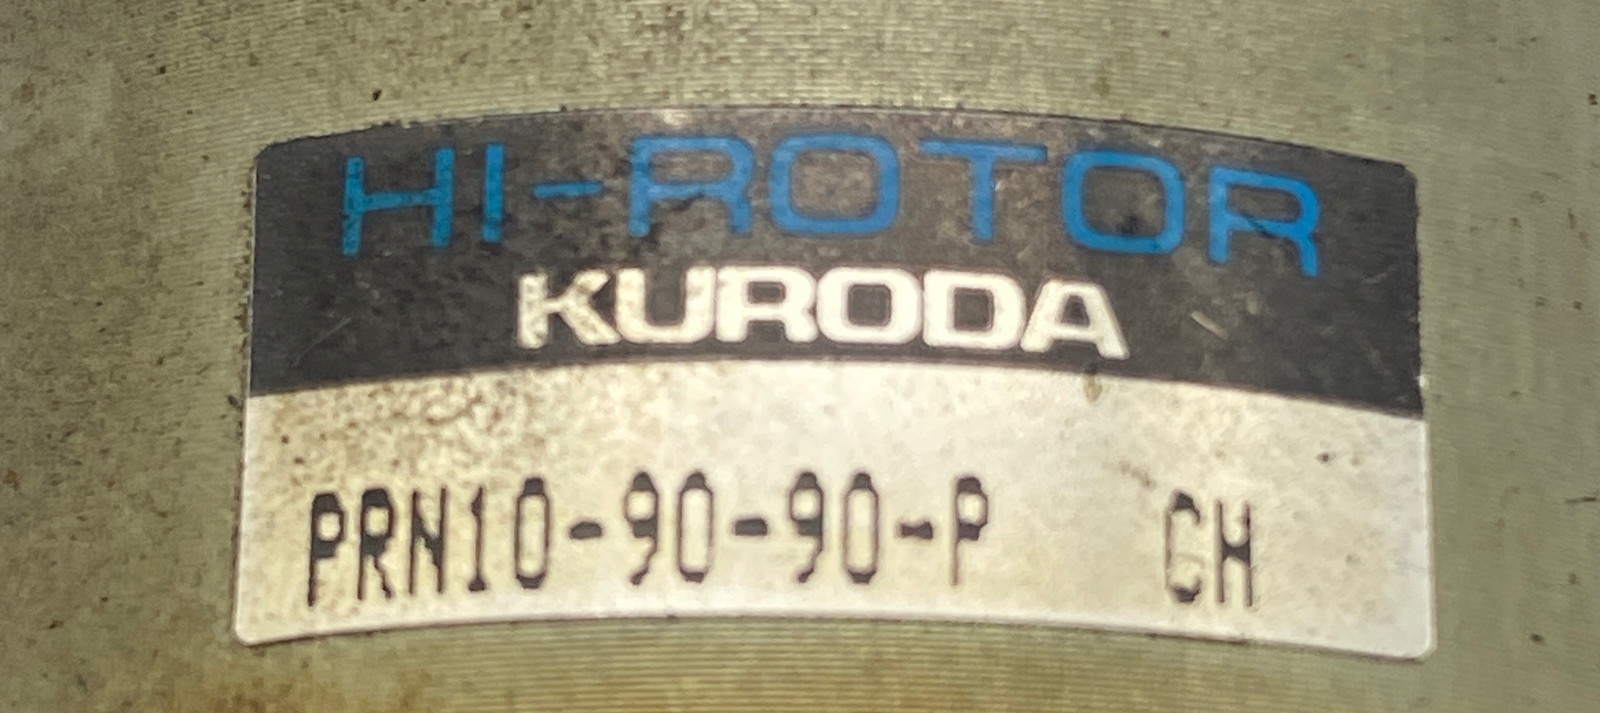 HI-ROTOR
KURODA
PRN10-90-90-P CH